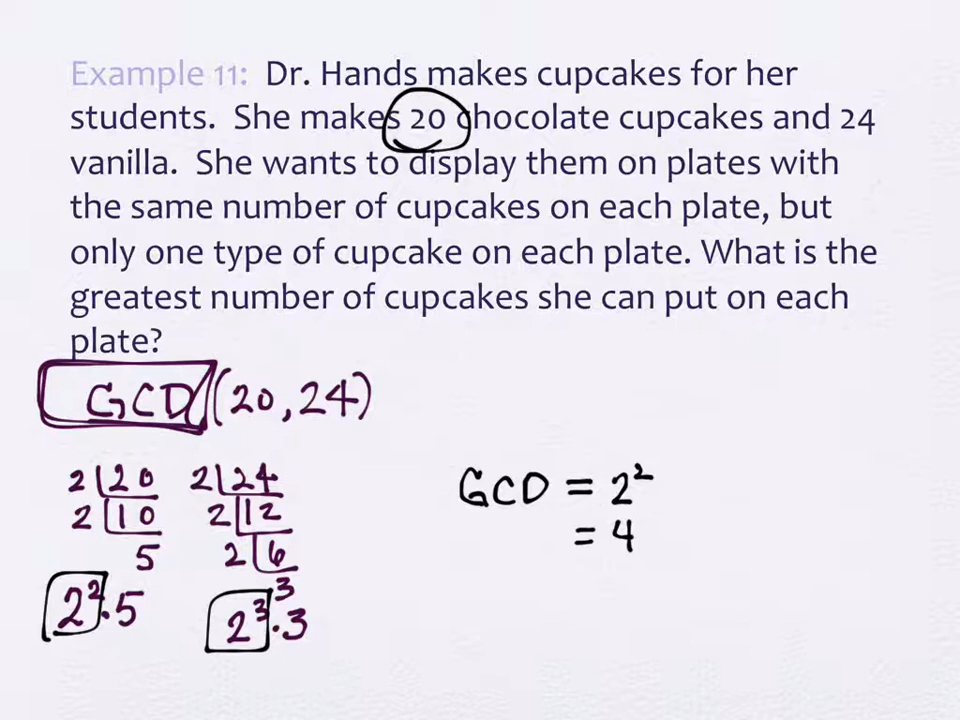 Example 11: Dr. Hands makes cupcakes for her
students. She makes 20 chocolate cupcakes and 24
vanilla. She wants to display them on plates with
the same number of cupcakes on each plate, but
only one type of cupcake on each plate. What is the
greatest number of cupcakes she can put on each
plate?
GCD (20, 24)
2 20
2 10
5
2² · 5
2 24
2 12
2 6
3
2³ · 3
GCD = 2²
= 4